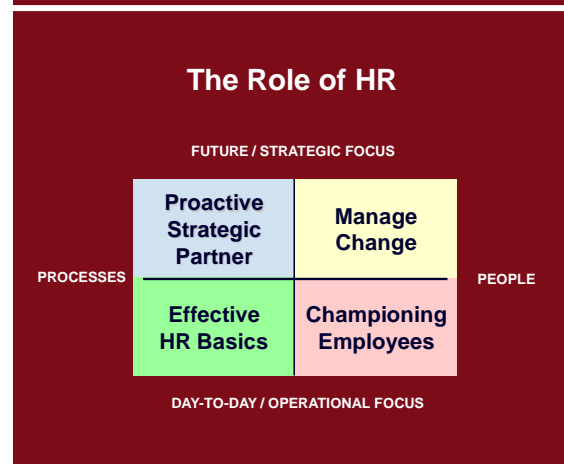 The Role of HR
FUTURE / STRATEGIC FOCUS
Proactive
Strategic
Partner
Manage
Change
PROCESSES
PEOPLE
Effective
HR Basics
Championing
Employees
DAY-TO-DAY / OPERATIONAL FOCUS